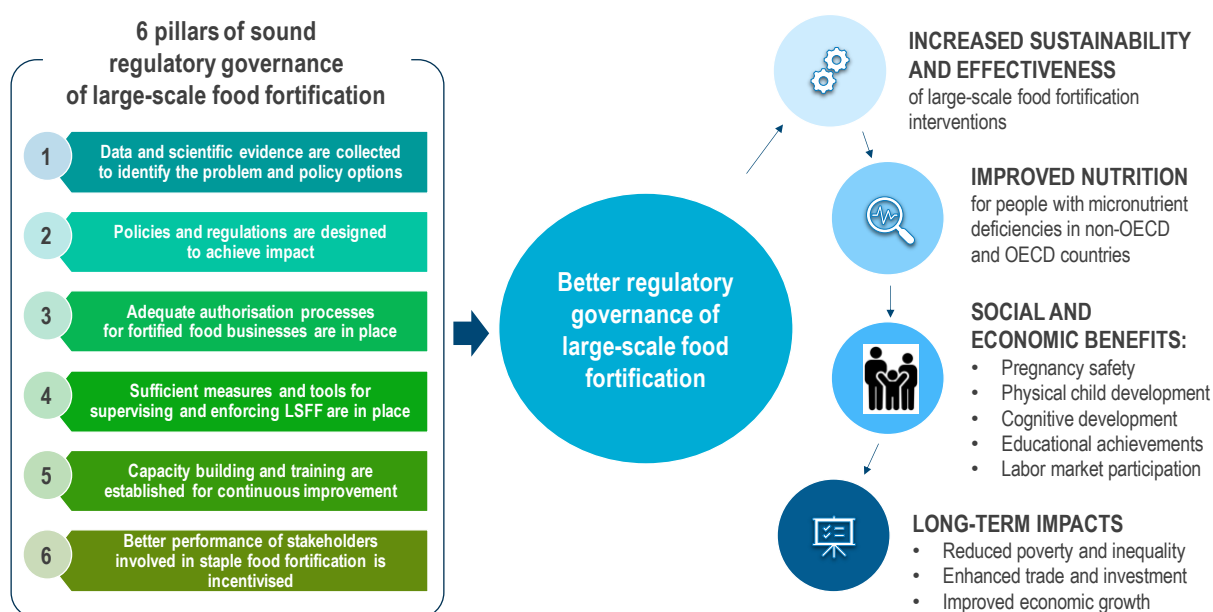 6 pillars of sound
regulatory governance
of large-scale food fortification
1
Data and scientific evidence are collected
to identify the problem and policy options
2
Policies and regulations are designed
to achieve impact
3
Adequate authorisation processes
for fortified food businesses are in place
4
Sufficient measures and tools for
supervising and enforcing LSFF are in place
5
Capacity building and training are
established for continuous improvement
6
Better performance of stakeholders
involved in staple food fortification is
incentivised
Better regulatory
governance of
large-scale food
fortification
INCREASED SUSTAINABILITY
AND EFFECTIVENESS
of large-scale food fortification
interventions
IMPROVED NUTRITION
for people with micronutrient
deficiencies in non-OECD
and OECD countries
SOCIAL AND
ECONOMIC BENEFITS:
• Pregnancy safety
• Physical child development
• Cognitive development
• Educational achievements
• Labor market participation
LONG-TERM IMPACTS
• Reduced poverty and inequality
• Enhanced trade and investment
• Improved economic growth